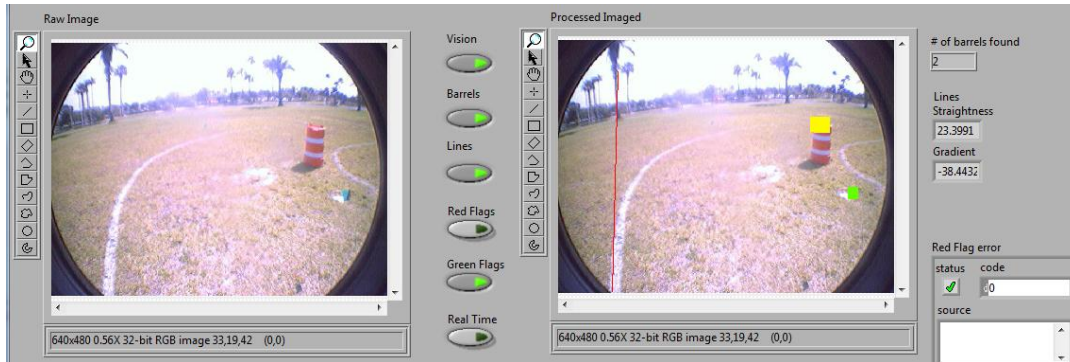 Raw Image
640x480 0.56X 32-bit RGB image 33,19,42 (0,0)
Vision
Barrels
Lines
Red Flags
Green Flags
Real Time
Processed Imaged
640x480 0.56X 32-bit RGB image 33,19,42 (0,0)
# of barrels found
2
Lines
Straightness
23.3991
Gradient
-38.4432
Red Flag error
status code
d0
source